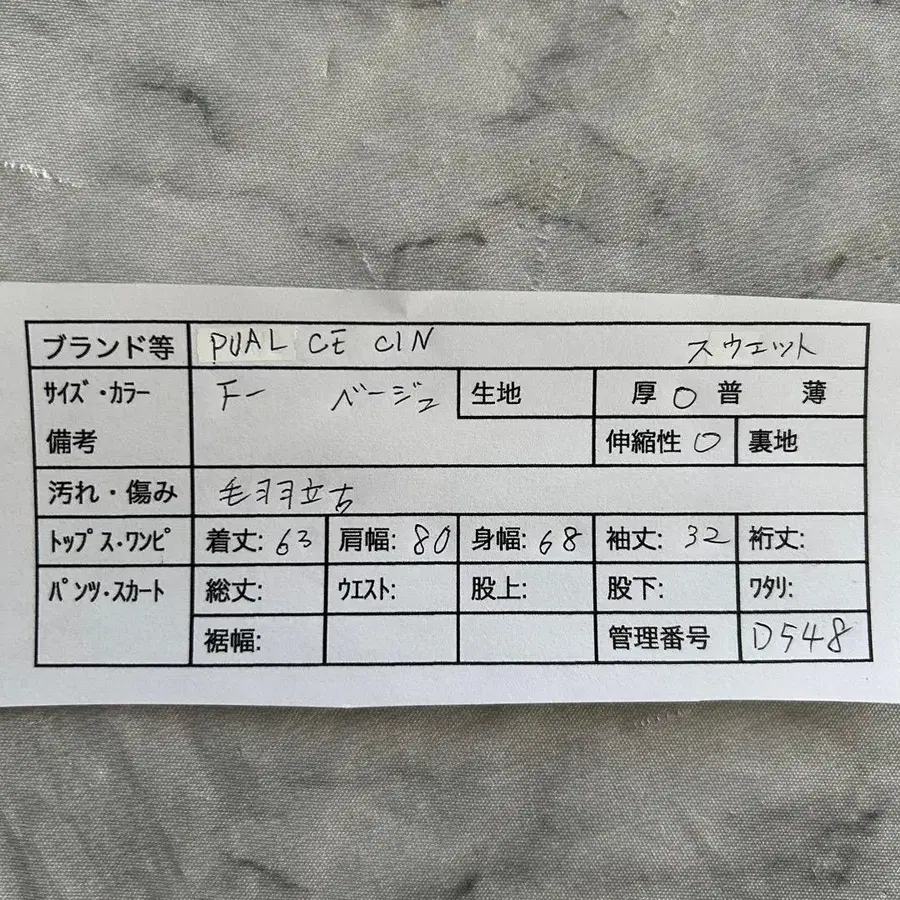 ブランド等 PUAL CE CIN スウェット
サイズ・カラー F ベージュ 生地 厚 ○ 普 薄
備考 伸縮性 ○ 裏地
汚れ・傷み 毛羽立ち
トップス・ワンピ 着丈: 63 肩幅: 80 身幅: 68 袖丈: 32 裄丈:
パンツ・スカート 総丈: ウエスト: 股上: 股下: ワタリ:
裾幅: 管理番号 D548